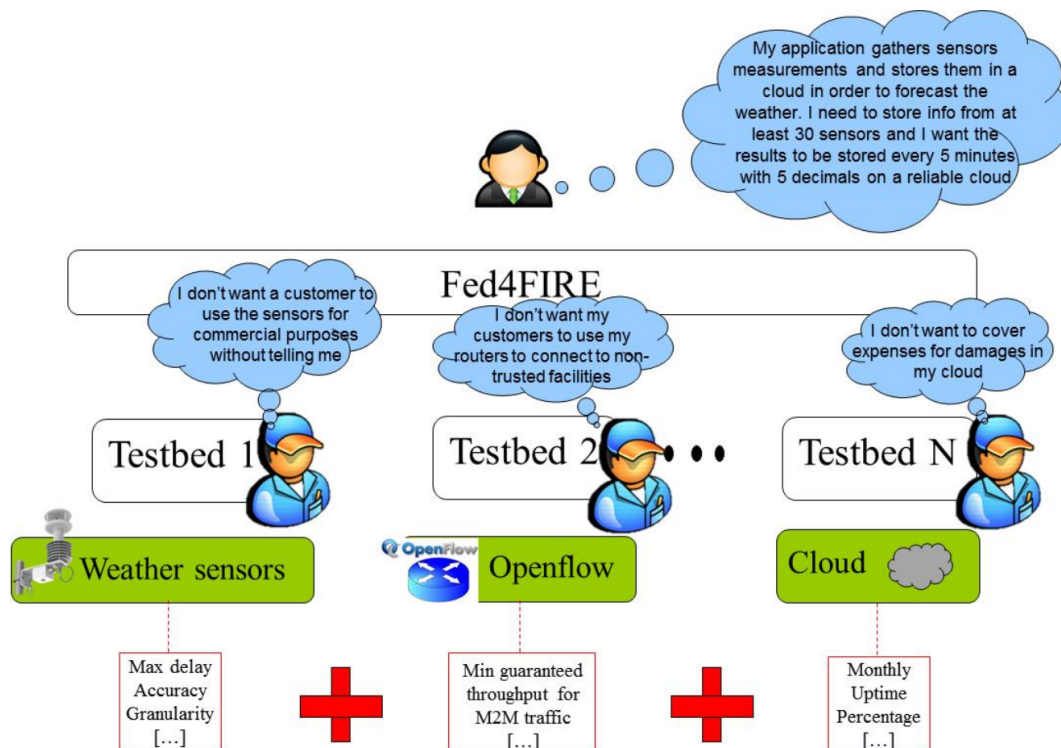 My application gathers sensors
measurements and stores them in a
cloud in order to forecast the
weather. I need to store info from at
least 30 sensors and I want the
results to be stored every 5 minutes
with 5 decimals on a reliable cloud
Fed4FIRE
I don't want a customer to
use the sensors for
commercial purposes
without telling me
I don't want my
customers to use my
routers to connect to non-
trusted facilities
I don't want to cover
expenses for damages in
my cloud
Testbed 1
Testbed 2
Testbed N
Weather sensors
OpenFlow
Openflow
Cloud
Max delay
Accuracy
Granularity
[…]
Min guaranteed
throughput for
M2M traffic
[…]
Monthly
Uptime
Percentage
[…]